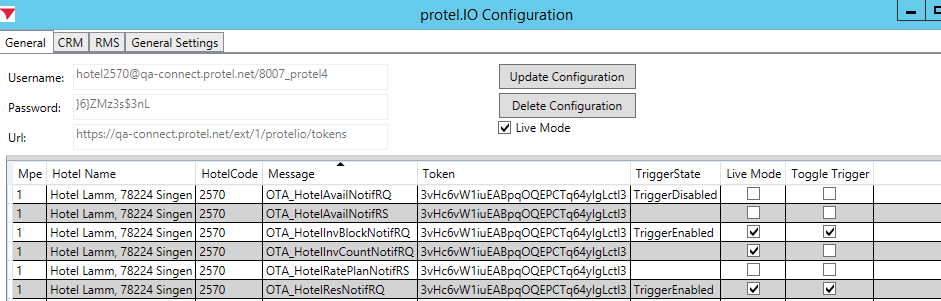 protel.IO Configuration
General CRM RMS General Settings
Username: hotel2570@qa-connect.protel.net/8007_protel4 Update Configuration
Password: }6}ZMz3s$3nL Delete Configuration
Live Mode
Url: https://qa-connect.protel.net/ext/1/protelio/tokens
Mpe Hotel Name HotelCode Message Token TriggerState Live Mode Toggle Trigger
1 Hotel Lamm, 78224 Singen 2570 OTA_HotelAvailNotifRQ 3vHc6vW1iuEABpqOQEPCTq64ylgLctl3 TriggerDisabled
1 Hotel Lamm, 78224 Singen 2570 OTA_HotelAvailNotifRS 3vHc6vW1iuEABpqOQEPCTq64ylgLctl3
1 Hotel Lamm, 78224 Singen 2570 OTA_HotelInvBlockNotifRQ 3vHc6vW1iuEABpqOQEPCTq64ylgLctl3 TriggerEnabled
1 Hotel Lamm, 78224 Singen 2570 OTA_HotelInvCountNotifRQ 3vHc6vW1iuEABpqOQEPCTq64ylgLctl3
1 Hotel Lamm, 78224 Singen 2570 OTA_HotelRatePlanNotifRS 3vHc6vW1iuEABpqOQEPCTq64ylgLctl3
1 Hotel Lamm, 78224 Singen 2570 OTA_HotelResNotifRQ 3vHc6vW1iuEABpqOQEPCTq64ylgLctl3 TriggerEnabled